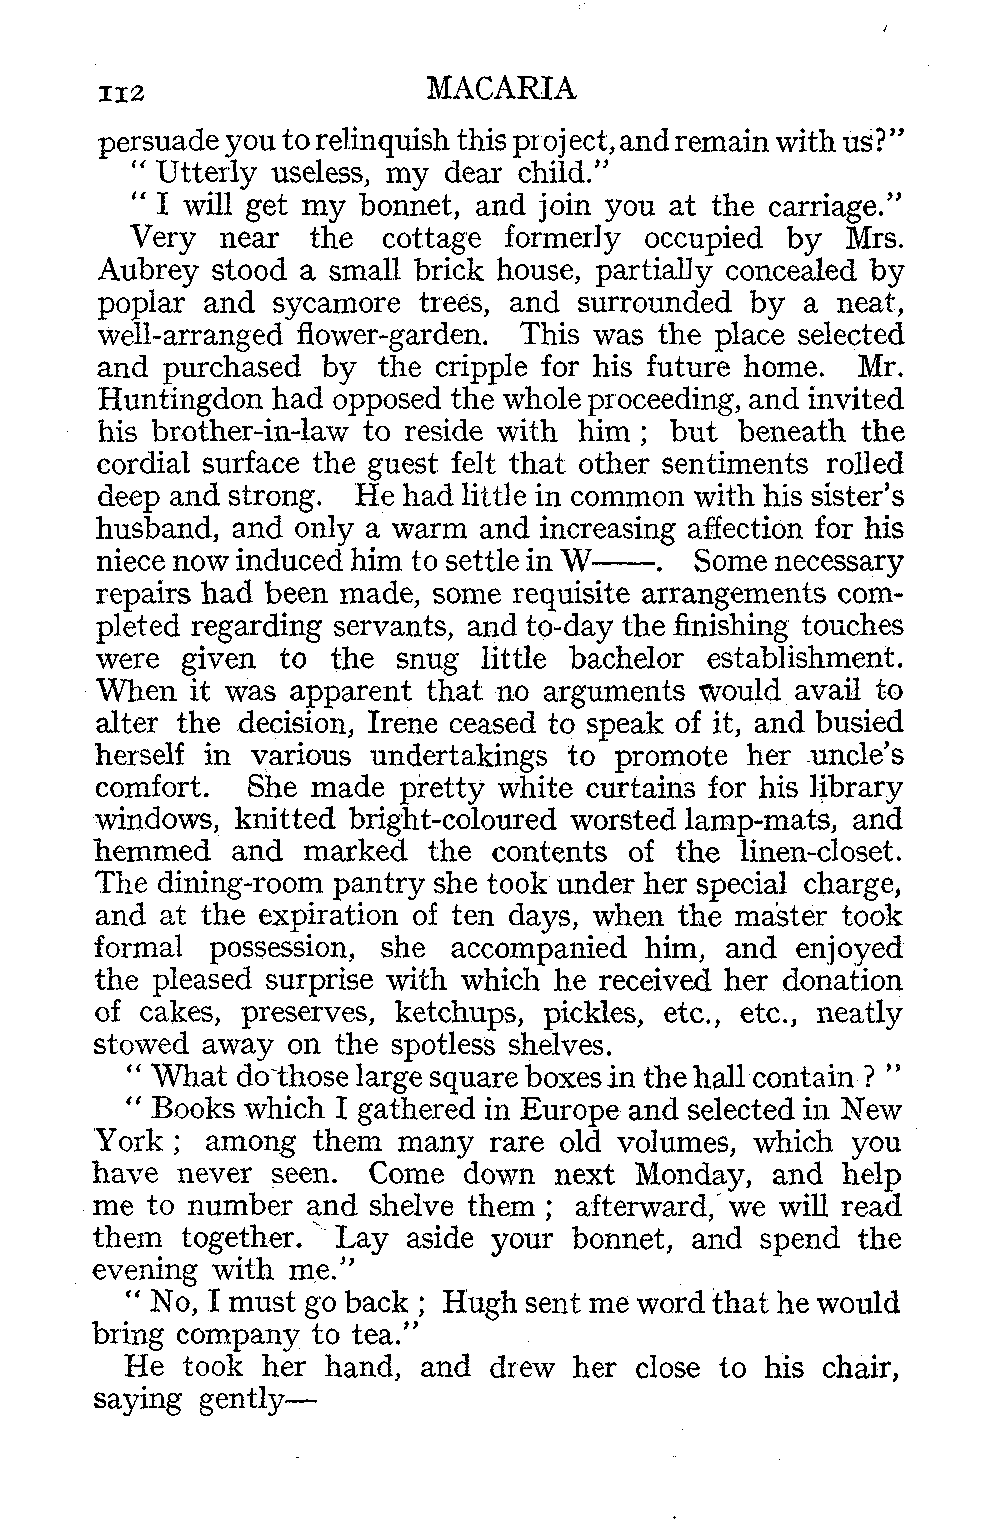 112 MACARIA
persuade you to relinquish this project, and remain with us?”
“ Utterly useless, my dear child.”
“ I will get my bonnet, and join you at the carriage.”
Very near the cottage formerly occupied by Mrs.
Aubrey stood a small brick house, partially concealed by
poplar and sycamore trees, and surrounded by a neat,
well-arranged flower-garden. This was the place selected
and purchased by the cripple for his future home. Mr.
Huntingdon had opposed the whole proceeding, and invited
his brother-in-law to reside with him ; but beneath the
cordial surface the guest felt that other sentiments rolled
deep and strong. He had little in common with his sister’s
husband, and only a warm and increasing affection for his
niece now induced him to settle in W——. Some necessary
repairs had been made, some requisite arrangements com-
pleted regarding servants, and to-day the finishing touches
were given to the snug little bachelor establishment.
When it was apparent that no arguments would avail to
alter the decision, Irene ceased to speak of it, and busied
herself in various undertakings to promote her uncle’s
comfort. She made pretty white curtains for his library
windows, knitted bright-coloured worsted lamp-mats, and
hemmed and marked the contents of the linen-closet.
The dining-room pantry she took under her special charge,
and at the expiration of ten days, when the master took
formal possession, she accompanied him, and enjoyed
the pleased surprise with which he received her donation
of cakes, preserves, ketchups, pickles, etc., etc., neatly
stowed away on the spotless shelves.
“ What do those large square boxes in the hall contain ? ”
“ Books which I gathered in Europe and selected in New
York ; among them many rare old volumes, which you
have never seen. Come down next Monday, and help
me to number and shelve them ; afterward, we will read
them together. Lay aside your bonnet, and spend the
evening with me.”
“ No, I must go back ; Hugh sent me word that he would
bring company to tea.”
He took her hand, and drew her close to his chair,
saying gently—